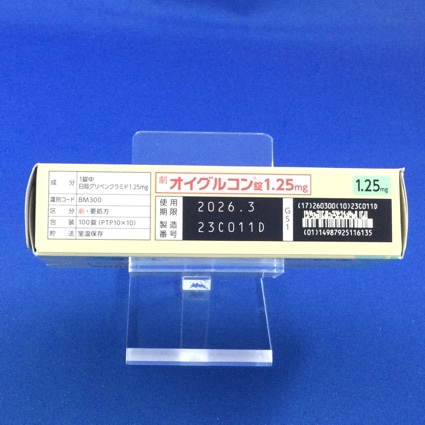 成分 1錠中
日局グリベンクラミド1.25mg
識別コード BM300
区分 劇・要処方
包装 100錠(PTP10×10)
貯法 室温保存
劇 オイグルコン®錠1.25mg
使用期限 2026.3
製造番号 23C011D
GS1
(17)260300(10)23C011D
(01)14987925116135
1.25mg